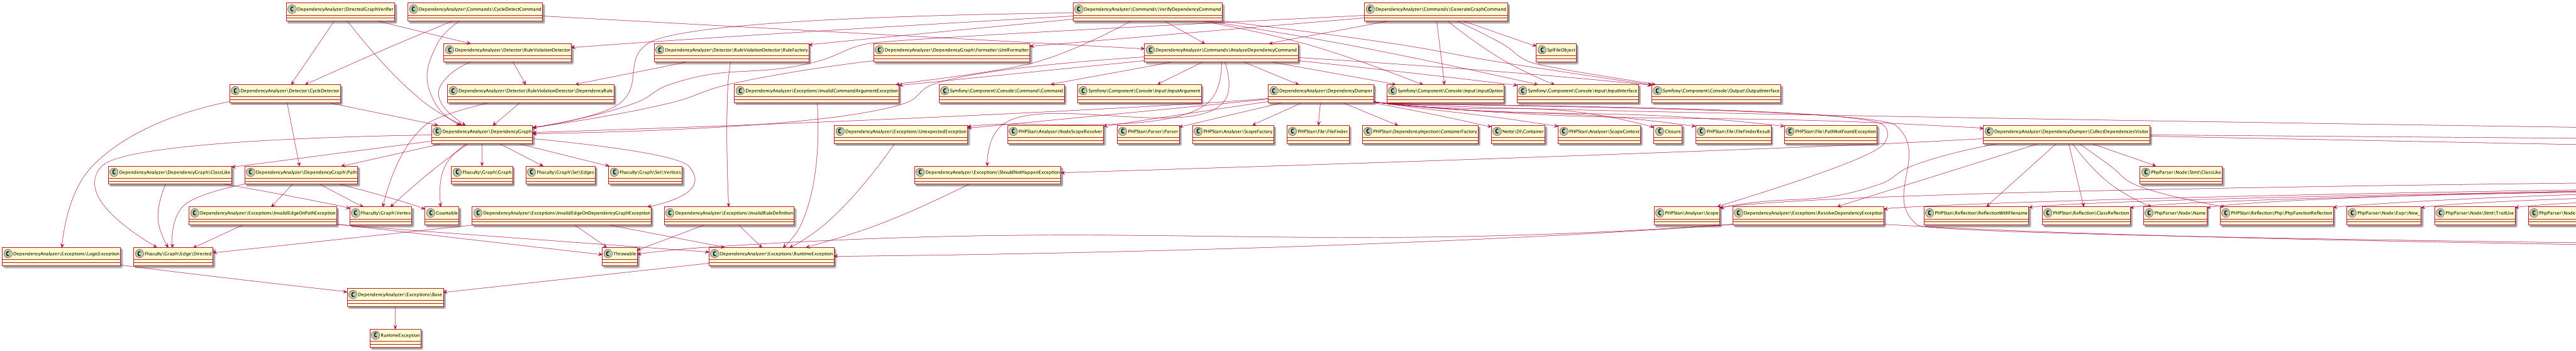 DependencyAnalyzer\DirectedGraphVerifier
DependencyAnalyzer\Commands\CycleDetectCommand
DependencyAnalyzer\Commands\VerifyDependencyCommand
DependencyAnalyzer\Commands\GenerateGraphCommand
DependencyAnalyzer\Detector\RuleViolationDetector
DependencyAnalyzer\Detector\RuleViolationDetector\RuleFactory
DependencyAnalyzer\DependencyGraph\Formatter\UmlFormatter
DependencyAnalyzer\Commands\AnalyzeDependencyCommand
SplFileObject
DependencyAnalyzer\Detector\CycleDetector
DependencyAnalyzer\Detector\RuleViolationDetector\DependencyRule
DependencyAnalyzer\Exceptions\InvalidCommandArgumentException
Symfony\Component\Console\Command\Command
Symfony\Component\Console\Input\InputArgument
DependencyAnalyzer\DependencyDumper
Symfony\Component\Console\Input\InputOption
Symfony\Component\Console\Input\InputInterface
Symfony\Component\Console\Output\OutputInterface
DependencyAnalyzer\DependencyGraph
DependencyAnalyzer\Exceptions\UnexpectedException
PHPStan\Analyser\NodeScopeResolver
PHPStan\Parser\Parser
PHPStan\Analyser\ScopeFactory
PHPStan\File\FileFinder
PHPStan\DependencyInjection\ContainerFactory
Nette\DI\Container
PHPStan\Analyser\ScopeContext
Closure
PHPStan\File\FileFinderResult
PHPStan\File\PathNotFoundException
DependencyAnalyzer\DependencyDumper\CollectDependenciesVisitor
DependencyAnalyzer\DependencyGraph\ClassLike
DependencyAnalyzer\DependencyGraph\Path
Fhaculty\Graph\Graph
Fhaculty\Graph\Set\Edges
Fhaculty\Graph\Set\Vertices
DependencyAnalyzer\Exceptions\ShouldNotHappenException
PhpParser\Node\Stmt\ClassLike
DependencyAnalyzer\Exceptions\InvalidEdgeOnPathException
Fhaculty\Graph\Vertex
Countable
DependencyAnalyzer\Exceptions\InvalidEdgeOnDependencyGraphException
DependencyAnalyzer\Exceptions\InvalidRuleDefinition
PHPStan\Analyser\Scope
DependencyAnalyzer\Exceptions\ResolveDependencyException
PHPStan\Reflection\ReflectionWithFilename
PHPStan\Reflection\ClassReflection
PhpParser\Node\Name
PHPStan\Reflection\Php\PhpFunctionReflection
PhpParser\Node\Expr\New_
PhpParser\Node\Stmt\TraitUse
PhpParser\Node
DependencyAnalyzer\Exceptions\LogicException
Fhaculty\Graph\Edge\Directed
Throwable
DependencyAnalyzer\Exceptions\RuntimeException
DependencyAnalyzer\Exceptions\Base
RuntimeException